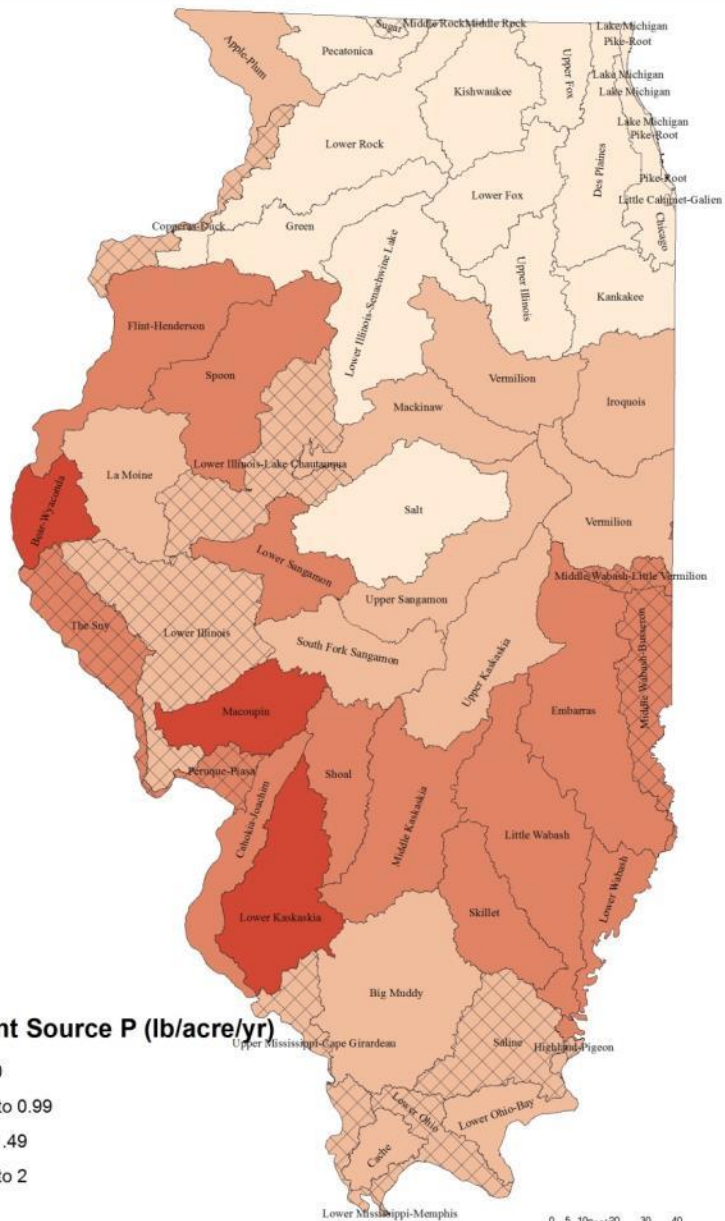 Sugar
Middle Rock
Middle Rock
Lake Michigan
Pike-Root
Apple-Plum
Pecatonica
Upper Fox
Kishwaukee
Lake Michigan
Lake Michigan
Lake Michigan
Pike-Root
Lower Rock
Des Plaines
Pike-Root
Lower Fox
Little Calumet-Galien
Chicago
Copperas-Duck
Green
Lower Illinois-Senachwine Lake
Upper Illinois
Kankakee
Flint-Henderson
Spoon
Vermilion
Iroquois
Mackinaw
La Moine
Lower Illinois-Lake Chautauqua
Bear-Wyaconda
Salt
Vermilion
Lower Sangamon
Middle Wabash-Little Vermilion
Upper Sangamon
The Sny
Lower Illinois
South Fork Sangamon
Upper Kaskaskia
Middle Wabash-Busseron
Macoupin
Embarras
Peruque-Piasa
Shoal
Cahokia-Joachim
Middle Kaskaskia
Little Wabash
Lower Wabash
Lower Kaskaskia
Skillet
Big Muddy
nt Source P (lb/acre/yr)
Upper Mississippi-Cape Girardeau
Saline
Highland-Pigeon
to 0.99
.49
to 2
Lower Ohio
Lower Ohio-Bay
Cache
Lower Mississippi-Memphis
0 5 10 20 30 40